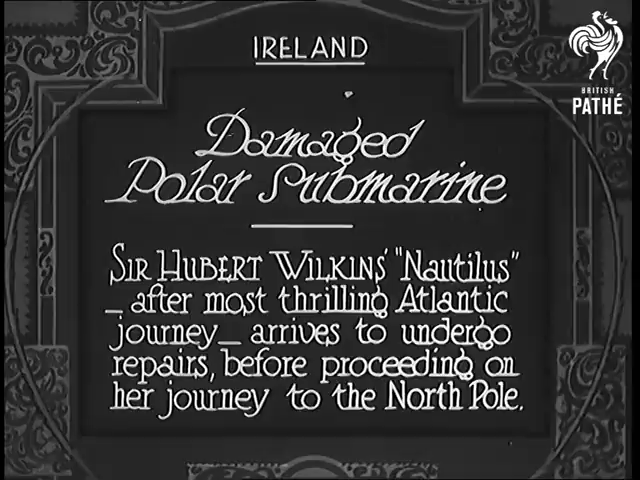 IRELAND
BRITISH
PATHÉ
Damaged
Polar Submarine
SIR HUBERT WILKINS' "Nautilus"
_ after most thrilling Atlantic
journey _ arrives to undergo
repairs, before proceeding on
her journey to the North Pole.